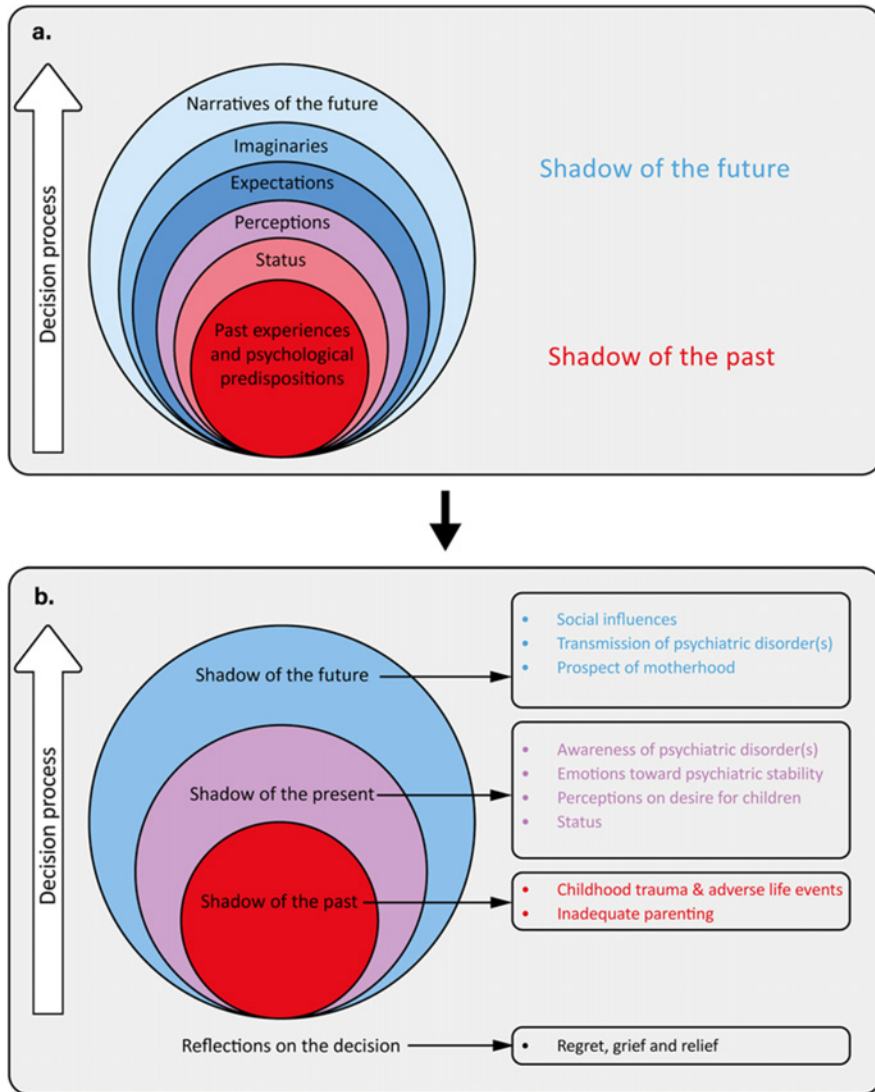 a.
Decision process
Narratives of the future
Imaginaries
Expectations
Perceptions
Status
Past experiences
and psychological
predispositions
Shadow of the future
Shadow of the past
b.
Decision process
Shadow of the future
• Social influences
• Transmission of psychiatric disorder(s)
• Prospect of motherhood
Shadow of the present
• Awareness of psychiatric disorder(s)
• Emotions toward psychiatric stability
• Perceptions on desire for children
• Status
Shadow of the past
• Childhood trauma & adverse life events
• Inadequate parenting
Reflections on the decision
• Regret, grief and relief